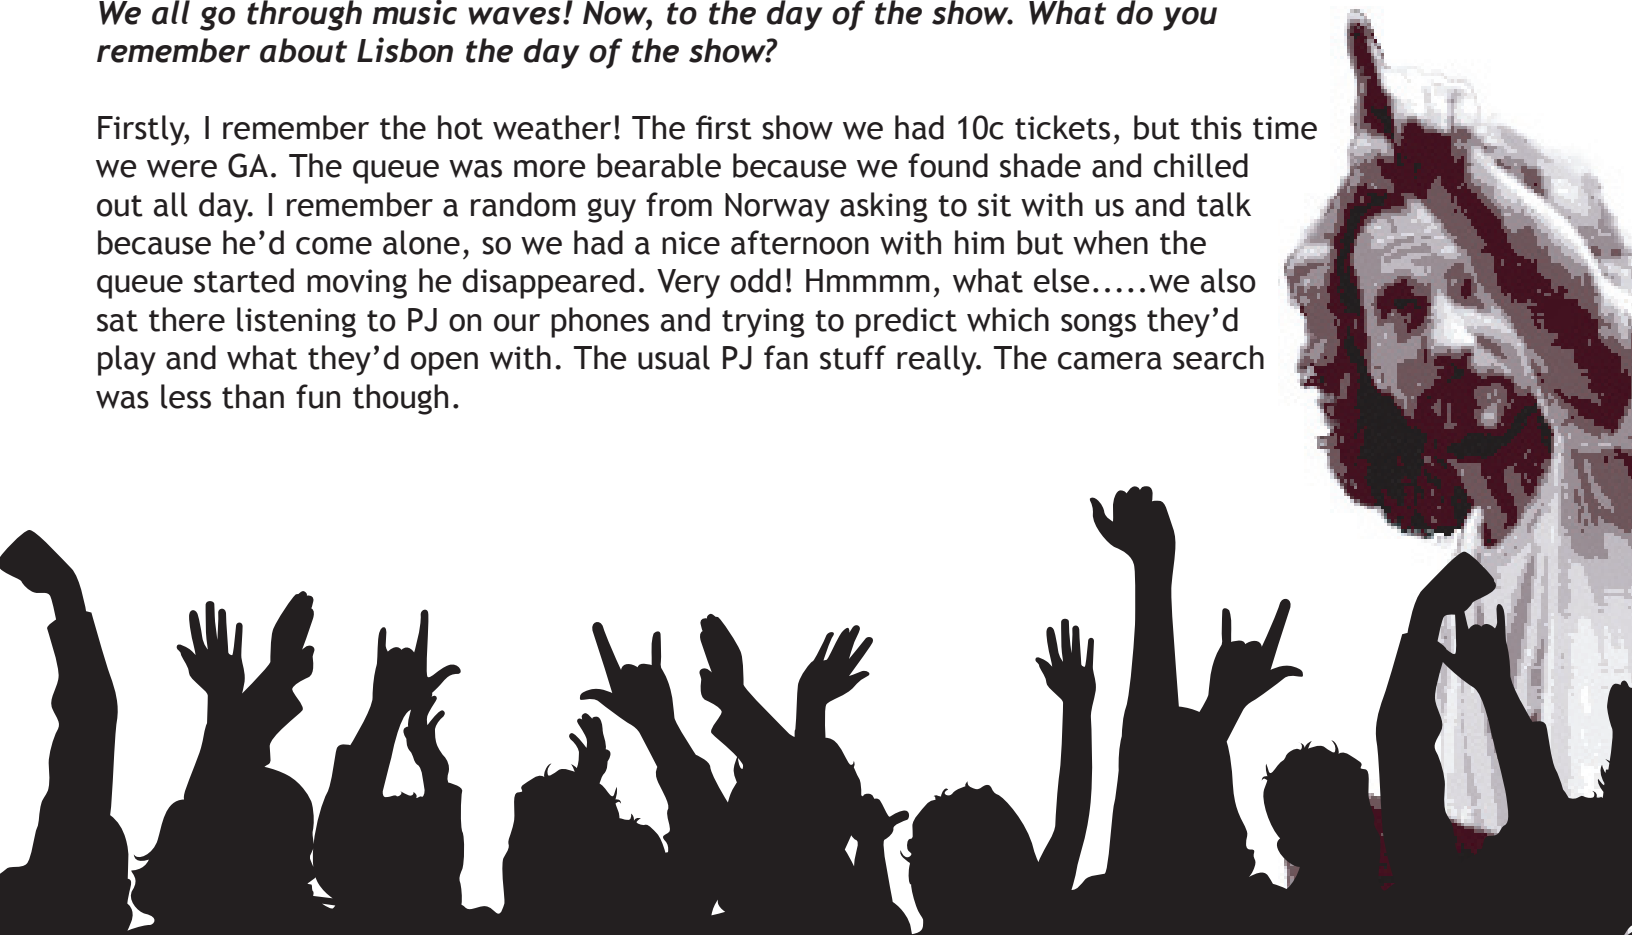 We all go through music waves! Now, to the day of the show. What do you
remember about Lisbon the day of the show?
Firstly, I remember the hot weather! The first show we had 10c tickets, but this time
we were GA. The queue was more bearable because we found shade and chilled
out all day. I remember a random guy from Norway asking to sit with us and talk
because he’d come alone, so we had a nice afternoon with him but when the
queue started moving he disappeared. Very odd! Hmmmm, what else.....we also
sat there listening to PJ on our phones and trying to predict which songs they’d
play and what they’d open with. The usual PJ fan stuff really. The camera search
was less than fun though.